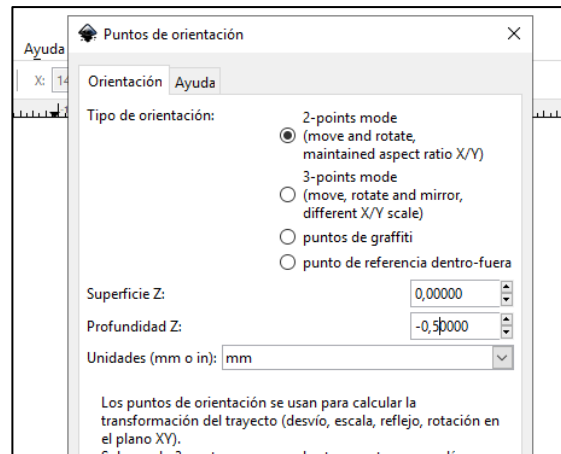 Puntos de orientación
Ayuda
X: 14
Orientación Ayuda
Tipo de orientación:
2-points mode
(move and rotate,
maintained aspect ratio X/Y)
3-points mode
(move, rotate and mirror,
different X/Y scale)
puntos de graffiti
punto de referencia dentro-fuera
Superficie Z: 0,00000
Profundidad Z: -0,50000
Unidades (mm o in): mm
Los puntos de orientación se usan para calcular la
transformación del trayecto (desvío, escala, reflejo, rotación en
el plano XY).